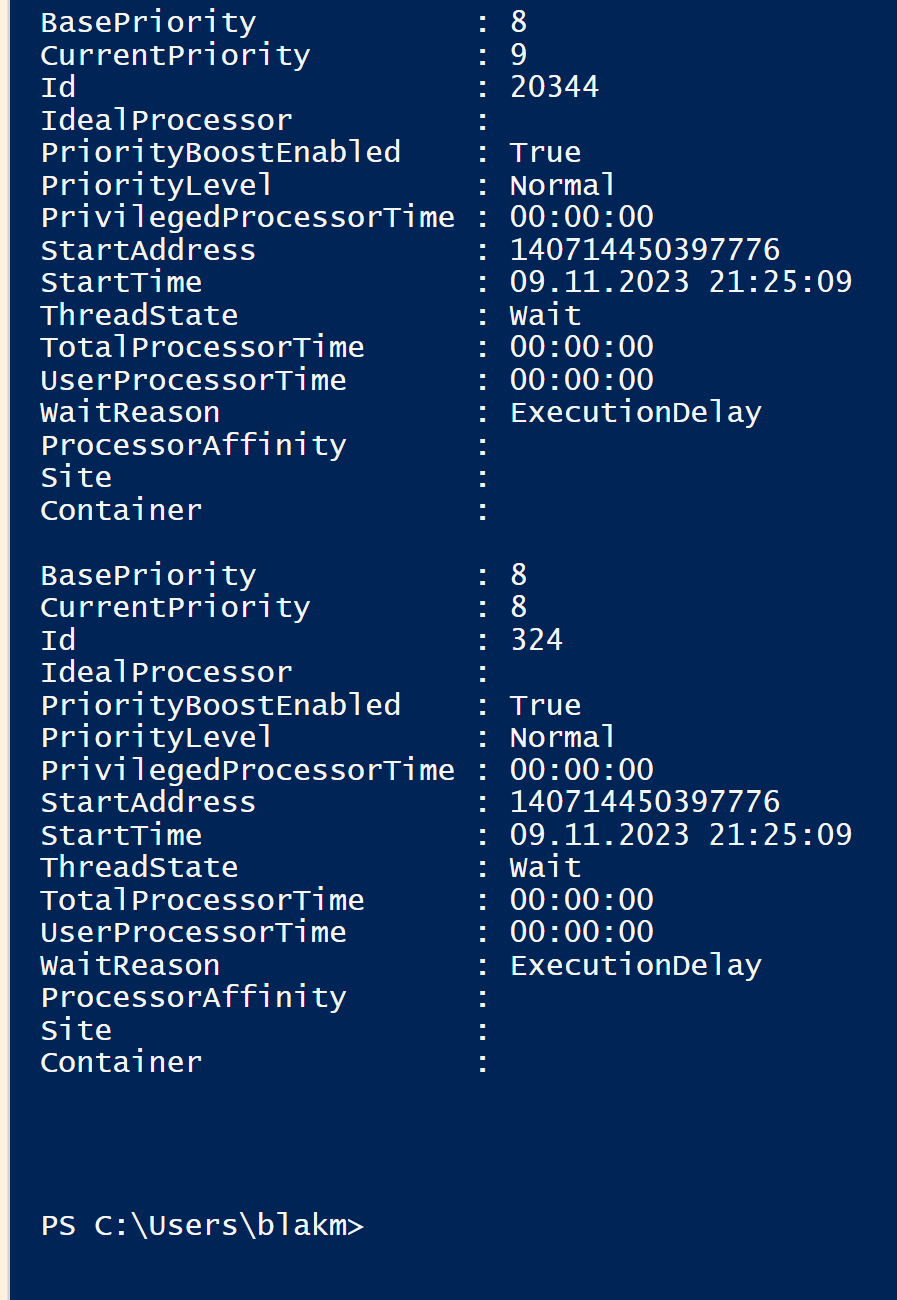 BasePriority : 8
CurrentPriority : 9
Id : 20344
IdealProcessor :
PriorityBoostEnabled : True
PriorityLevel : Normal
PrivilegedProcessorTime : 00:00:00
StartAddress : 140714450397776
StartTime : 09.11.2023 21:25:09
ThreadState : Wait
TotalProcessorTime : 00:00:00
UserProcessorTime : 00:00:00
WaitReason : ExecutionDelay
ProcessorAffinity :
Site :
Container :
BasePriority : 8
CurrentPriority : 8
Id : 324
IdealProcessor :
PriorityBoostEnabled : True
PriorityLevel : Normal
PrivilegedProcessorTime : 00:00:00
StartAddress : 140714450397776
StartTime : 09.11.2023 21:25:09
ThreadState : Wait
TotalProcessorTime : 00:00:00
UserProcessorTime : 00:00:00
WaitReason : ExecutionDelay
ProcessorAffinity :
Site :
Container :
PS C:\Users\blakm>